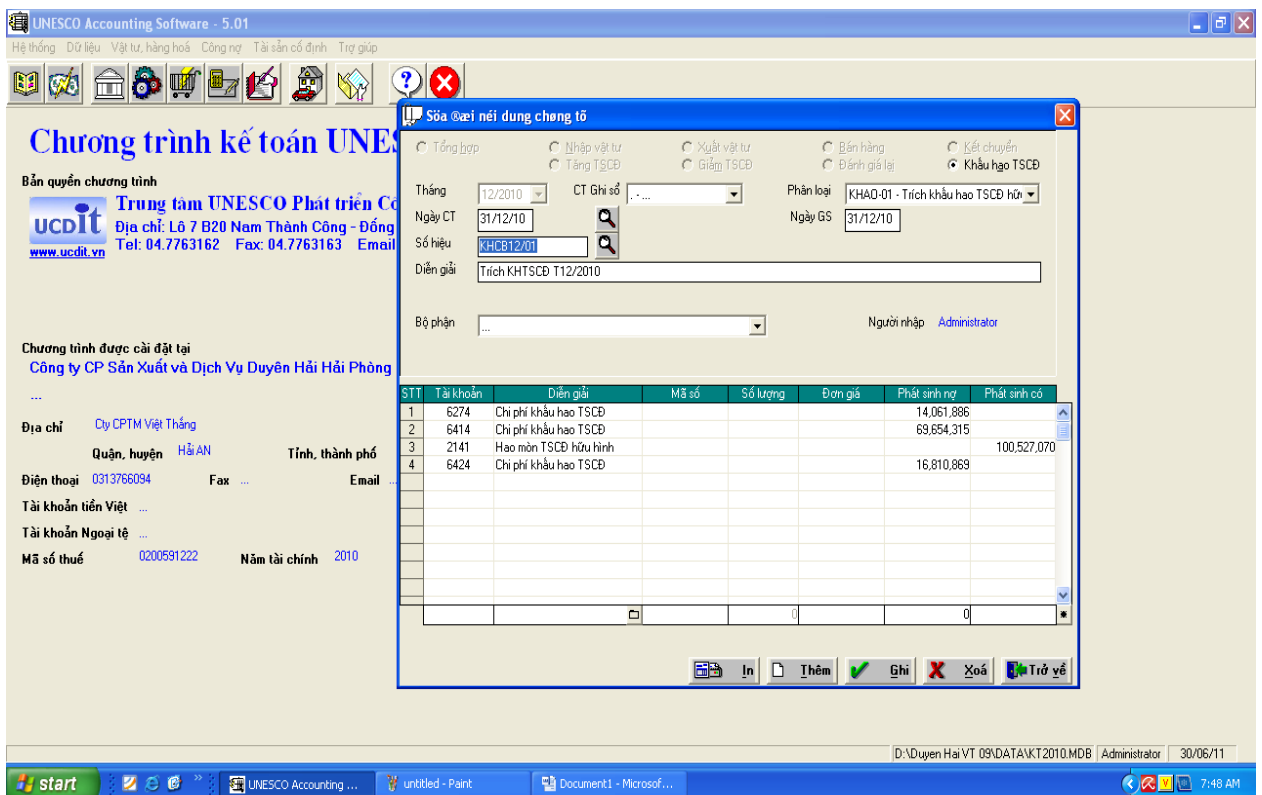 UNESCO Accounting Software - 5.01
Hệ thống Dữ liệu Vật tư, hàng hoá Công nợ Tài sản cố định Trợ giúp
Chương trình kế toán UNES
Bản quyền chương trình
ucdit
www.ucdit.vn
Trung tâm UNESCO Phát triển Cô
Địa chỉ: Lô 7 B20 Nam Thành Công - Đống
Tel: 04.7763162 Fax: 04.7763163 Email
Chương trình được cài đặt tại
Công ty CP Sản Xuất và Dịch Vụ Duyên Hải Hải Phòng
...
Địa chỉ Cty CPTM Việt Thắng
Quận, huyện Hải AN Tỉnh, thành phố
Điện thoại 0313766094 Fax ... Email ...
Tài khoản tiền Việt ...
Tài khoản Ngoại tệ ...
Mã số thuế 0200591222 Năm tài chính 2010
Söa ®æi néi dung chøng tõ
Tổng hợp Nhập vật tư Xuất vật tư Bán hàng Kết chuyển
Tăng TSCĐ Giảm TSCĐ Đánh giá lại Khấu hạo TSCĐ
Tháng 12/2010 CT Ghi sổ . - ... Phân loại KHAO-01 - Trích khấu hao TSCĐ hữu
Ngày CT 31/12/10 Ngày GS 31/12/10
Số hiệu KHCB12/01
Diễn giải Trích KHTSCĐ T12/2010
Bộ phận ... Người nhập Administrator
STT Tài khoản Diễn giải Mã số Số lượng Đơn giá Phát sinh nợ Phát sinh có
1 6274 Chi phí khấu hao TSCĐ 14,061,886
2 6414 Chi phí khấu hao TSCĐ 69,654,315
3 2141 Hao mòn TSCĐ hữu hình 100,527,070
4 6424 Chi phí khấu hao TSCĐ 16,810,869
0 0
In Thêm Ghi Xoá Trở về
D:\Duyen Hai VT 09\DATA\KT2010.MDB Administrator 30/06/11
start UNESCO Accounting ... untitled - Paint Document1 - Microsof... 7:48 AM